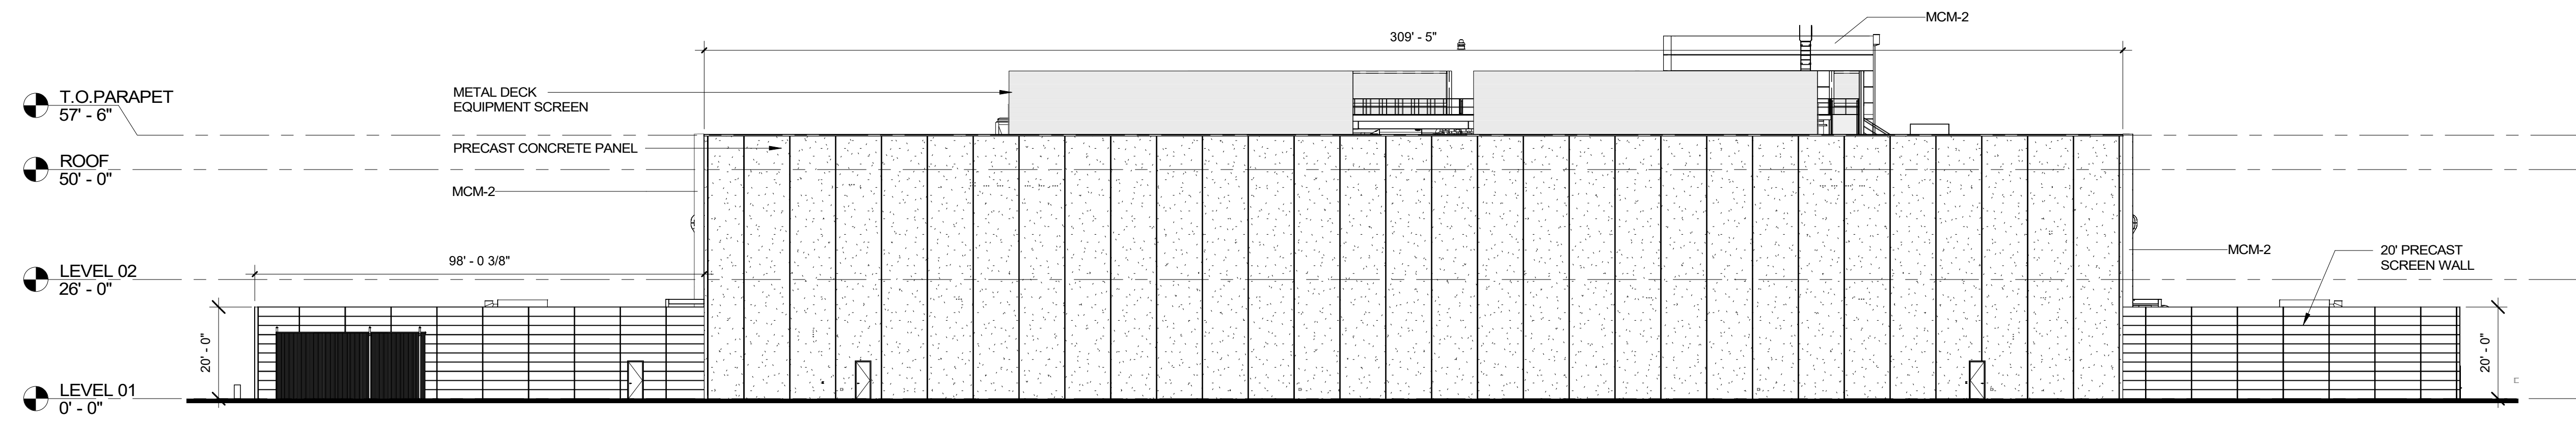 MCM-2
309' - 5"
METAL DECK
EQUIPMENT SCREEN
T.O.PARAPET
57' - 6"
PRECAST CONCRETE PANEL
ROOF
50' - 0"
MCM-2
MCM-2
20' PRECAST
SCREEN WALL
98' - 0 3/8"
LEVEL 02
26' - 0"
20' - 0"
20' - 0"
LEVEL 01
0' - 0"